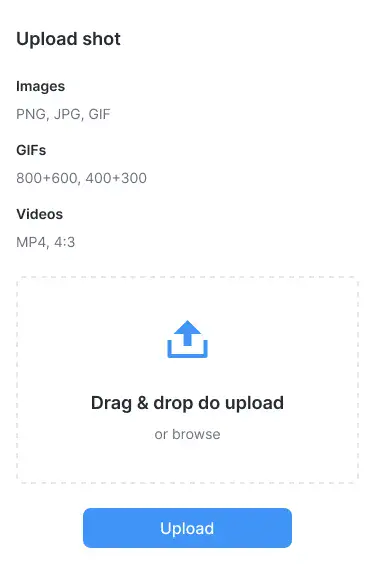 Upload shot
Images
PNG, JPG, GIF
GIFs
800+600, 400+300
Videos
MP4, 4:3
Drag & drop do upload
or browse
Upload